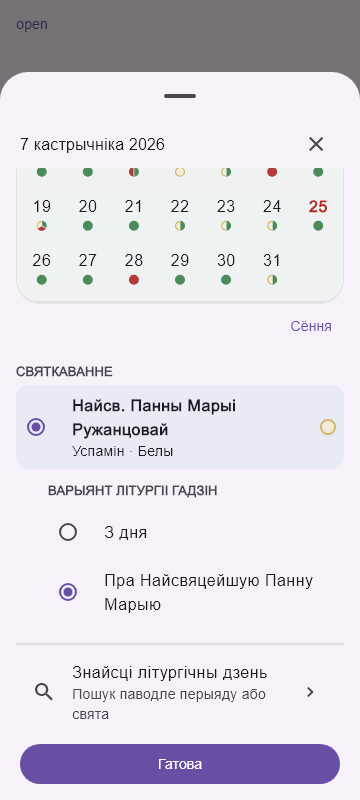 open
7 кастрычніка 2026
19 20 21 22 23 24 25
26 27 28 29 30 31
Сёння
СВЯТКАВАННЕ
Найсв. Панны Марыі
Ружанцовай
Успамін · Белы
ВАРЫЯНТ ЛІТУРГІІ ГАДЗІН
З дня
Пра Найсвяцейшую Панну
Марыю
Знайсці літургічны дзень
Пошук паводле перыяду або
свята
Гатова